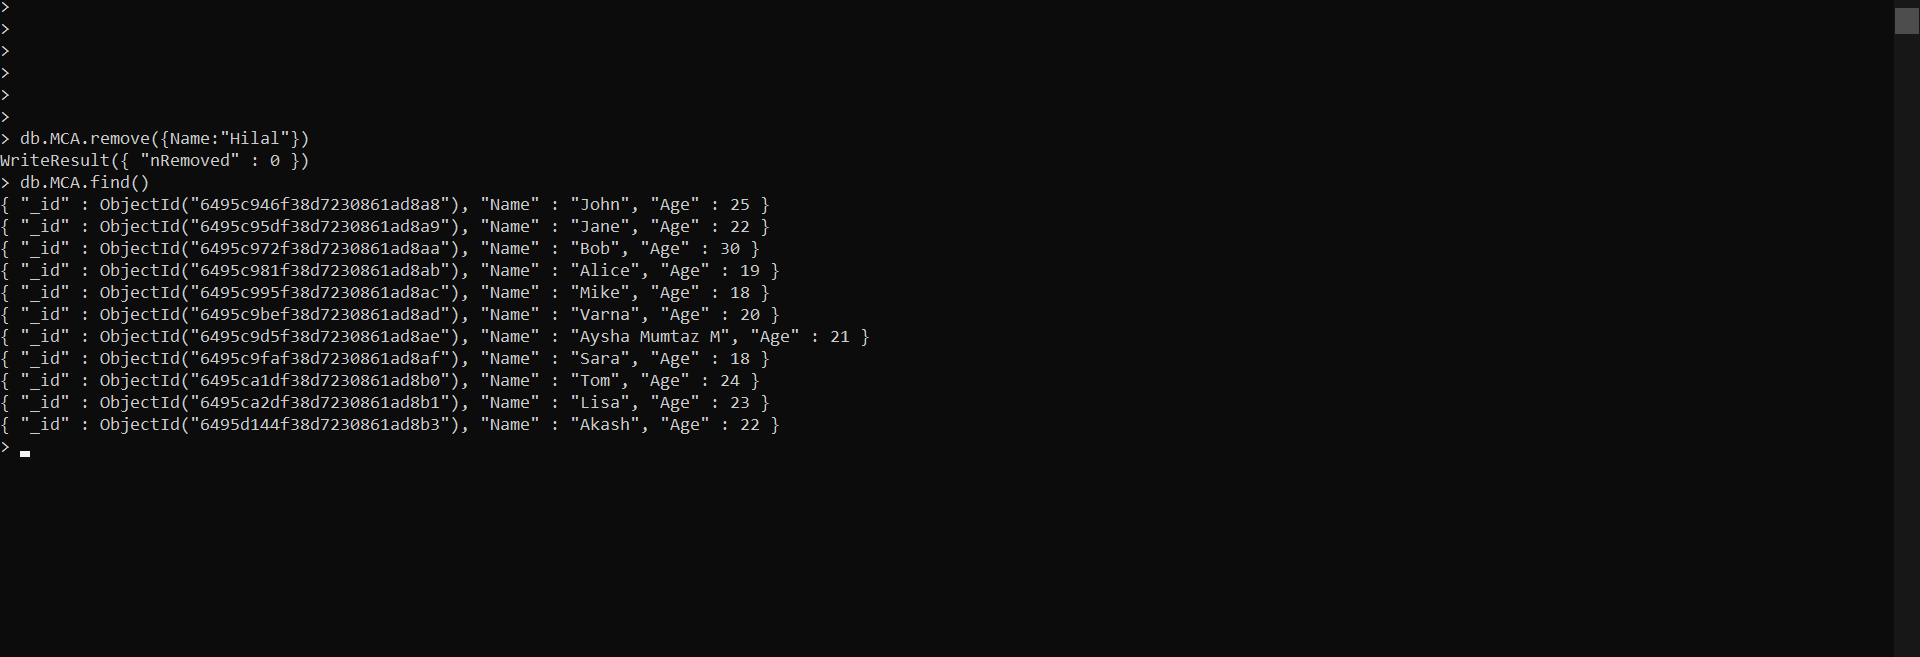 >
>
>
>
>
>
> db.MCA.remove({Name:"Hilal"})
WriteResult({ "nRemoved" : 0 })
> db.MCA.find()
{ "_id" : ObjectId("6495c946f38d7230861ad8a8"), "Name" : "John", "Age" : 25 }
{ "_id" : ObjectId("6495c95df38d7230861ad8a9"), "Name" : "Jane", "Age" : 22 }
{ "_id" : ObjectId("6495c972f38d7230861ad8aa"), "Name" : "Bob", "Age" : 30 }
{ "_id" : ObjectId("6495c981f38d7230861ad8ab"), "Name" : "Alice", "Age" : 19 }
{ "_id" : ObjectId("6495c995f38d7230861ad8ac"), "Name" : "Mike", "Age" : 18 }
{ "_id" : ObjectId("6495c9bef38d7230861ad8ad"), "Name" : "Varna", "Age" : 20 }
{ "_id" : ObjectId("6495c9d5f38d7230861ad8ae"), "Name" : "Aysha Mumtaz M", "Age" : 21 }
{ "_id" : ObjectId("6495c9faf38d7230861ad8af"), "Name" : "Sara", "Age" : 18 }
{ "_id" : ObjectId("6495ca1df38d7230861ad8b0"), "Name" : "Tom", "Age" : 24 }
{ "_id" : ObjectId("6495ca2df38d7230861ad8b1"), "Name" : "Lisa", "Age" : 23 }
{ "_id" : ObjectId("6495d144f38d7230861ad8b3"), "Name" : "Akash", "Age" : 22 }
>